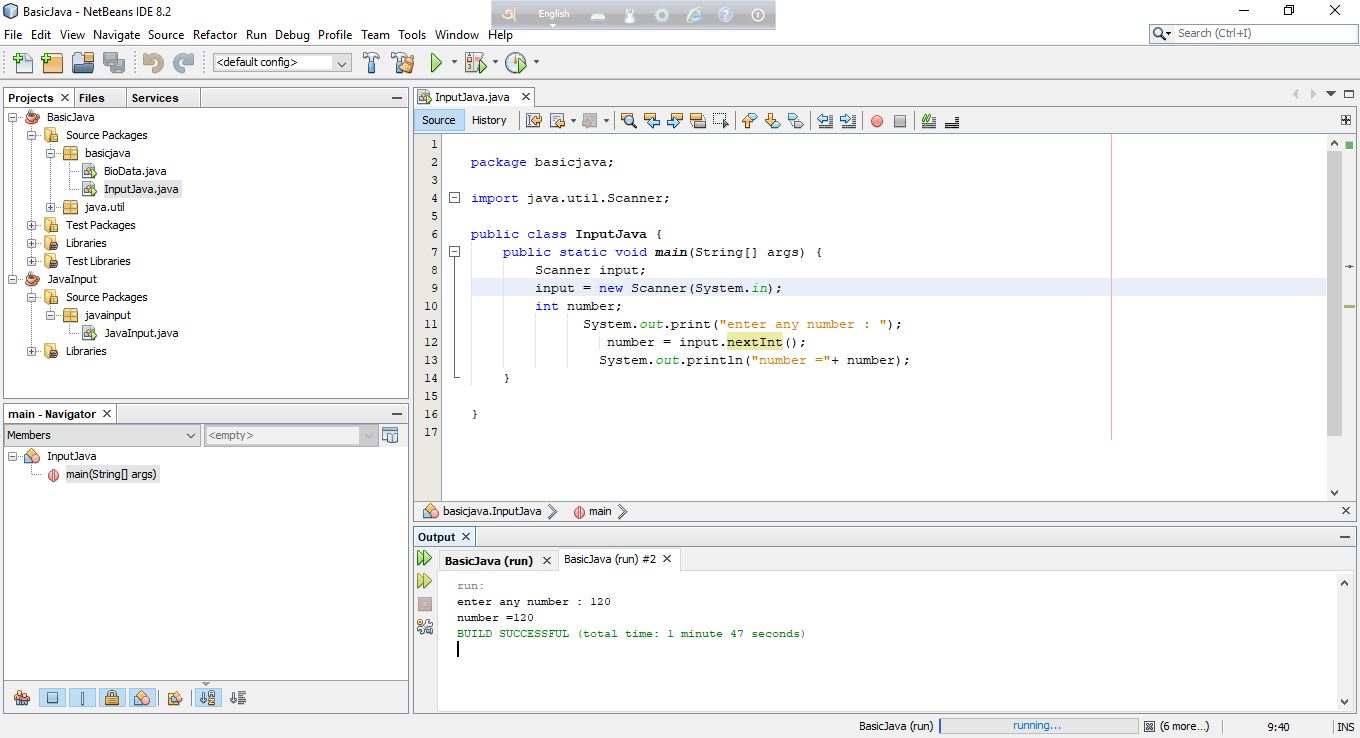 BasicJava - NetBeans IDE 8.2
অ English
File Edit View Navigate Source Refactor Run Debug Profile Team Tools Window Help
Search (Ctrl+I)
<default config>
Projects Files Services
BasicJava
Source Packages
basicjava
BioData.java
InputJava.java
java.util
Test Packages
Libraries
Test Libraries
JavaInput
Source Packages
javainput
JavaInput.java
Libraries
main - Navigator
Members <empty>
InputJava
main(String[] args)
InputJava.java
Source History
1
2 package basicjava;
3
4 import java.util.Scanner;
5
6 public class InputJava {
7 public static void main(String[] args) {
8 Scanner input;
9 input = new Scanner(System.in);
10 int number;
11 System.out.print("enter any number : ");
12 number = input.nextInt();
13 System.out.println("number ="+ number);
14 }
15
16 }
17
basicjava.InputJava main
Output
BasicJava (run) BasicJava (run) #2
run:
enter any number : 120
number =120
BUILD SUCCESSFUL (total time: 1 minute 47 seconds)
BasicJava (run) running... (6 more...) 9:40 INS